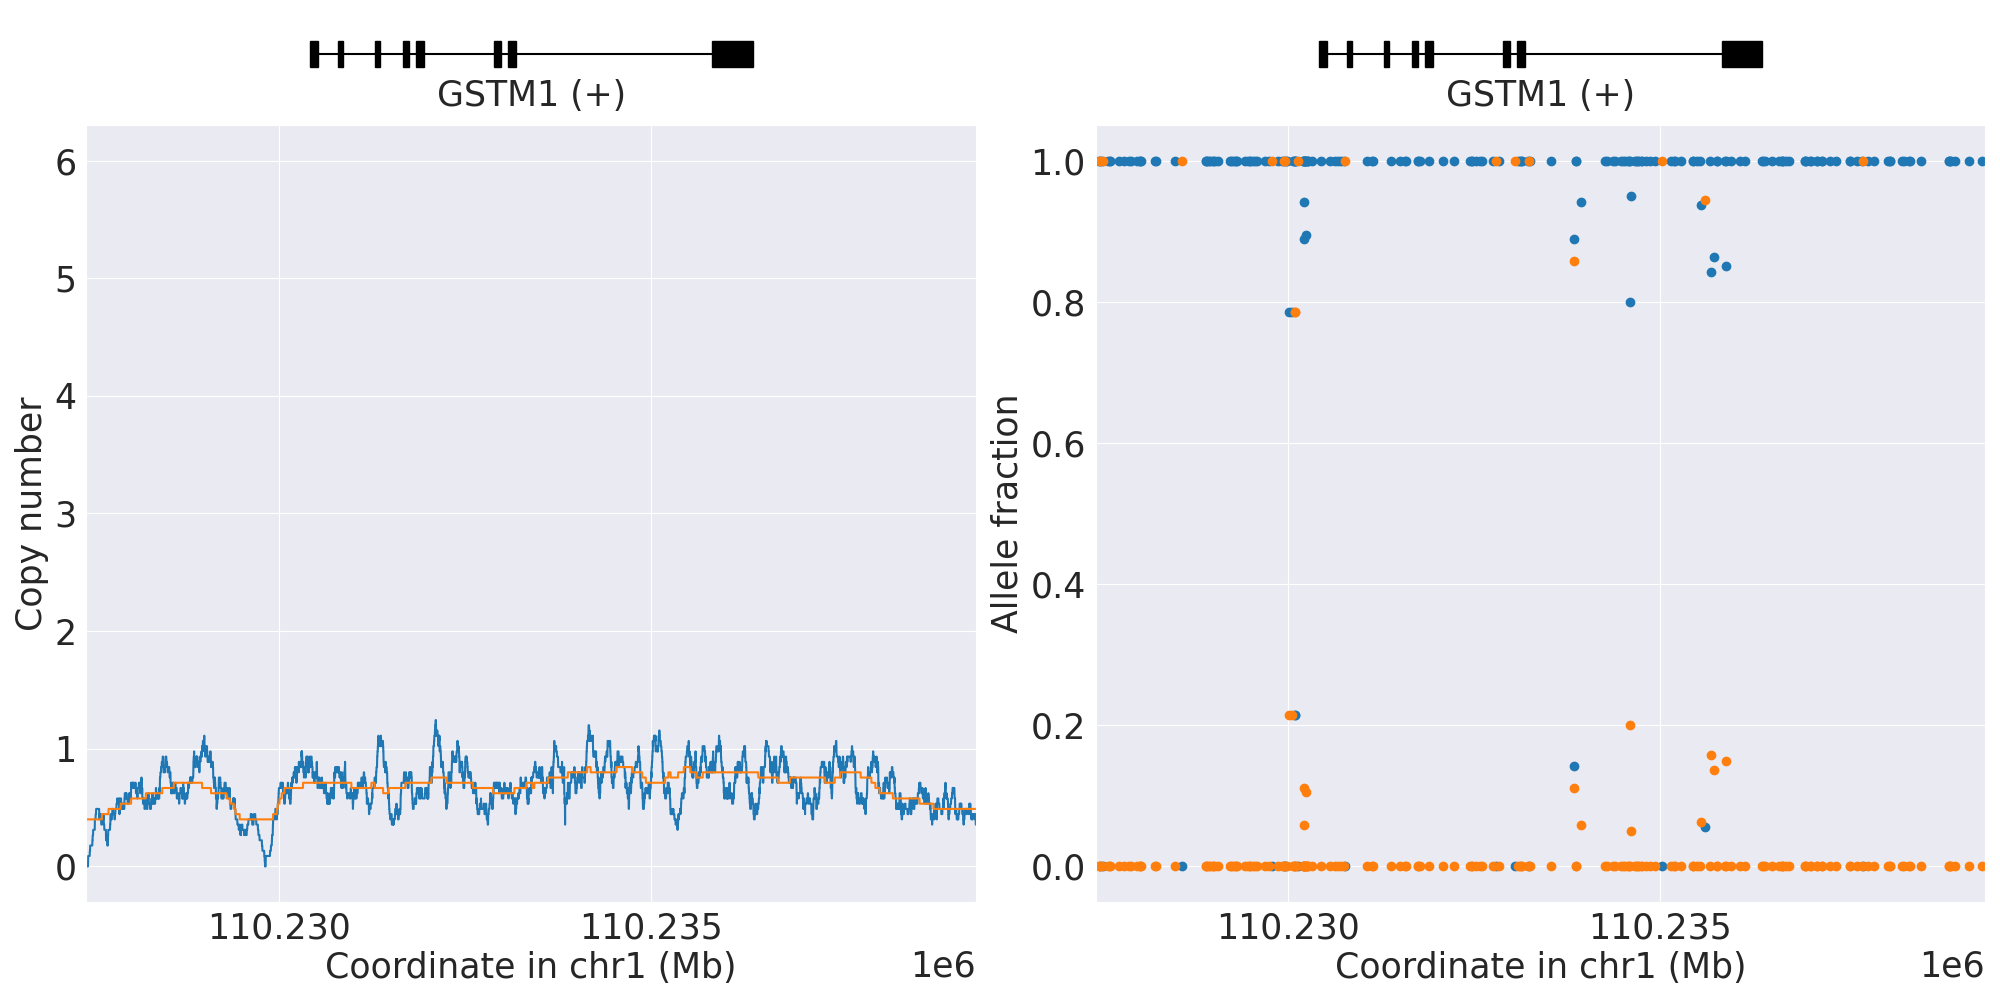 GSTM1 (+)
6
5
4
3
2
1
0
Copy number
110.230
110.235
Coordinate in chr1 (Mb)
1e6
GSTM1 (+)
1.0
0.8
0.6
0.4
0.2
0.0
Allele fraction
110.230
110.235
Coordinate in chr1 (Mb)
1e6